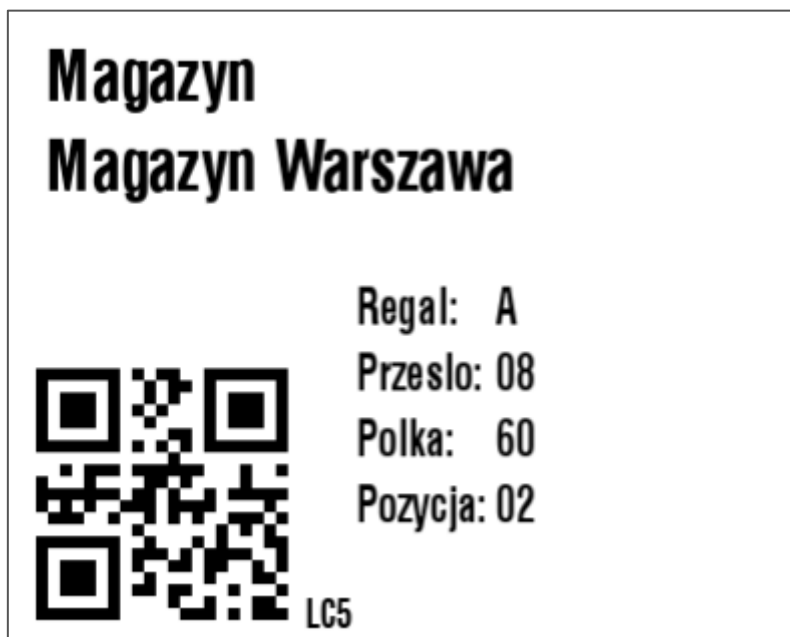 Magazyn
Magazyn Warszawa
Regal: A
Przeslo: 08
Polka: 60
Pozycja: 02
LC5